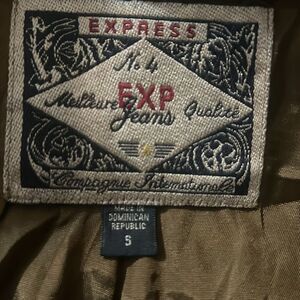 EXPRESS
No. 4
Meilleure EXP Qualité
Jeans
Compagnie Internationale
MADE IN
DOMINICAN
REPUBLIC
S